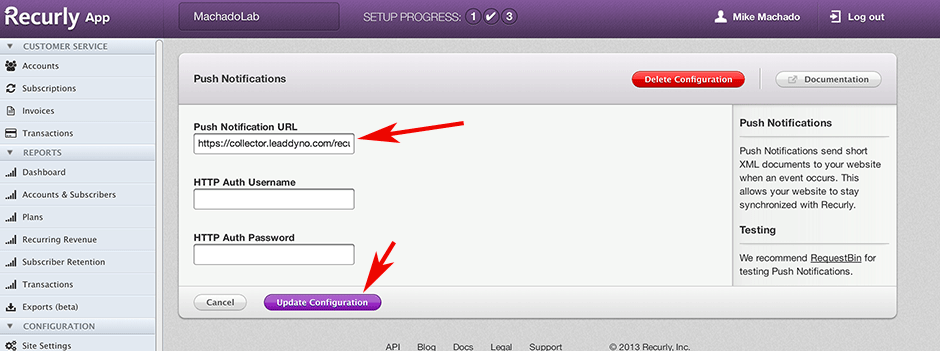 Recurly App
MachadoLab
SETUP PROGRESS: 1 3
Mike Machado
Log out
CUSTOMER SERVICE
Accounts
Subscriptions
Invoices
Transactions
REPORTS
Dashboard
Accounts & Subscribers
Plans
Recurring Revenue
Subscriber Retention
Transactions
Exports (beta)
CONFIGURATION
Site Settings
Push Notifications
Delete Configuration
Documentation
Push Notification URL
https://collector.leaddyno.com/recu
HTTP Auth Username
HTTP Auth Password
Cancel
Update Configuration
Push Notifications
Push Notifications send short
XML documents to your website
when an event occurs. This
allows your website to stay
synchronized with Recurly.
Testing
We recommend RequestBin for
testing Push Notifications.
API Blog Docs Legal Support
© 2013 Recurly, Inc.